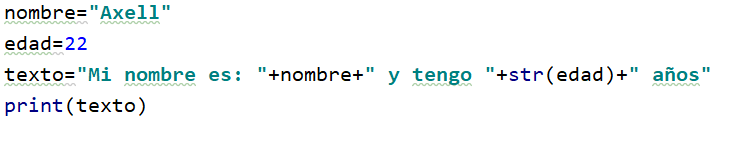 nombre="Axell"
edad=22
texto="Mi nombre es: "+nombre+" y tengo "+str(edad)+" años"
print(texto)